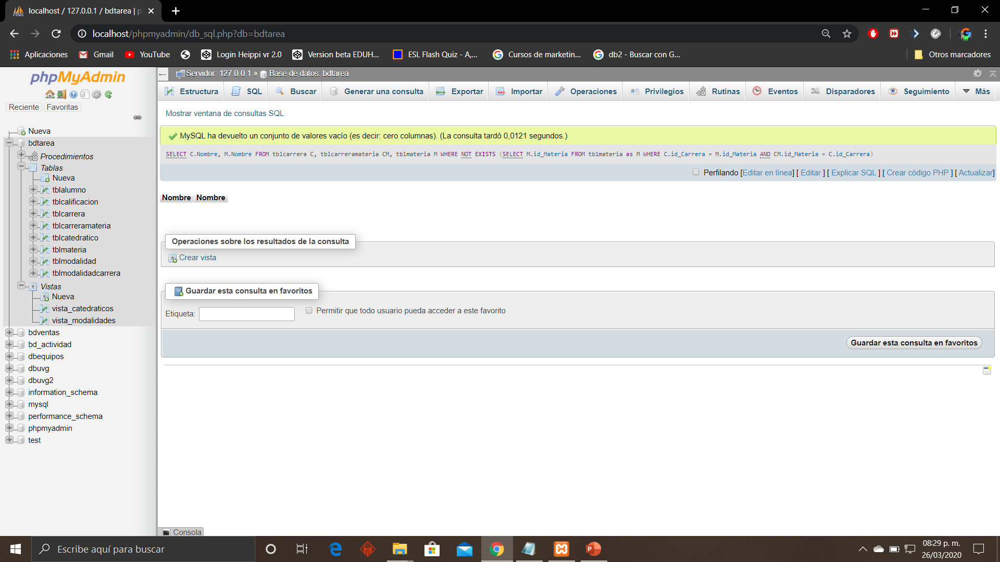 localhost / 127.0.0.1 / bdtarea | p
localhost/phpmyadmin/db_sql.php?db=bdtarea
Aplicaciones Gmail YouTube Login Heippi vr 2.0 Version beta EDUH... ESL Flash Quiz - A,... Cursos de marketin... db2 - Buscar con G... Otros marcadores
phpMyAdmin
Reciente Favoritas
Nueva
bdtarea
Procedimientos
Tablas
Nueva
tblalumno
tblcalificacion
tblcarrera
tblcarreramateria
tblcatedratico
tblmateria
tblmodalidad
tblmodalidadcarrera
Vistas
Nueva
vista_catedraticos
vista_modalidades
bdventas
bd_actividad
dbequipos
dbuvg
dbuvg2
information_schema
mysql
performance_schema
phpmyadmin
test
Servidor: 127.0.0.1 » Base de datos: bdtarea
Estructura SQL Buscar Generar una consulta Exportar Importar Operaciones Privilegios Rutinas Eventos Disparadores Seguimiento Más
Mostrar ventana de consultas SQL
MySQL ha devuelto un conjunto de valores vacío (es decir: cero columnas). (La consulta tardó 0,0121 segundos.)
SELECT C.Nombre, M.Nombre FROM tblcarrera C, tblcarreramateria CM, tblmateria M WHERE NOT EXISTS (SELECT M.id_Materia FROM tblmateria as M WHERE C.id_Carrera = M.id_Materia AND CM.id_Materia = C.id_Carrera)
Perfilando [Editar en línea] [ Editar ] [ Explicar SQL ] [ Crear código PHP ] [ Actualizar]
Nombre Nombre
Operaciones sobre los resultados de la consulta
Crear vista
Guardar esta consulta en favoritos
Etiqueta: Permitir que todo usuario pueda acceder a este favorito
Guardar esta consulta en favoritos
Consola
Escribe aquí para buscar
08:29 p. m.
26/03/2020